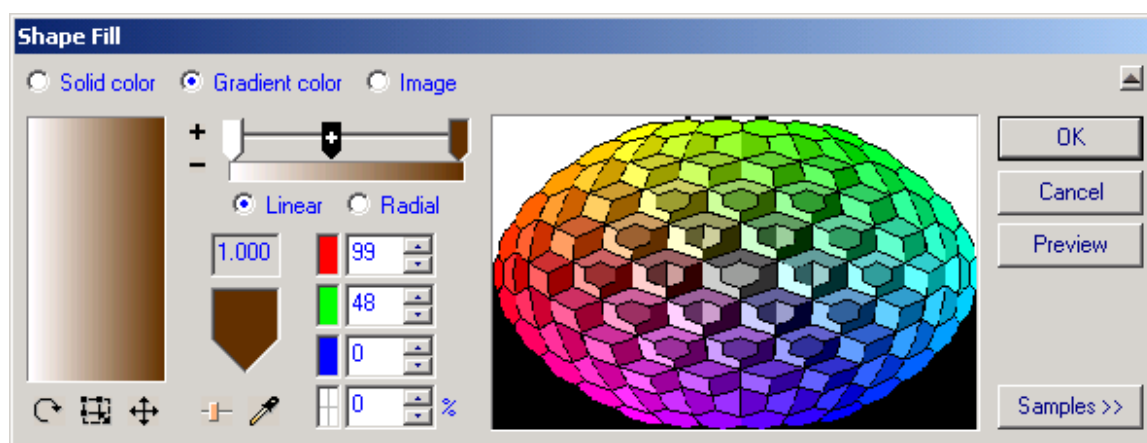 Shape Fill
Solid color Gradient color Image
+
−
OK
Linear Radial
Cancel
1.000
99
Preview
48
0
0 %
Samples >>